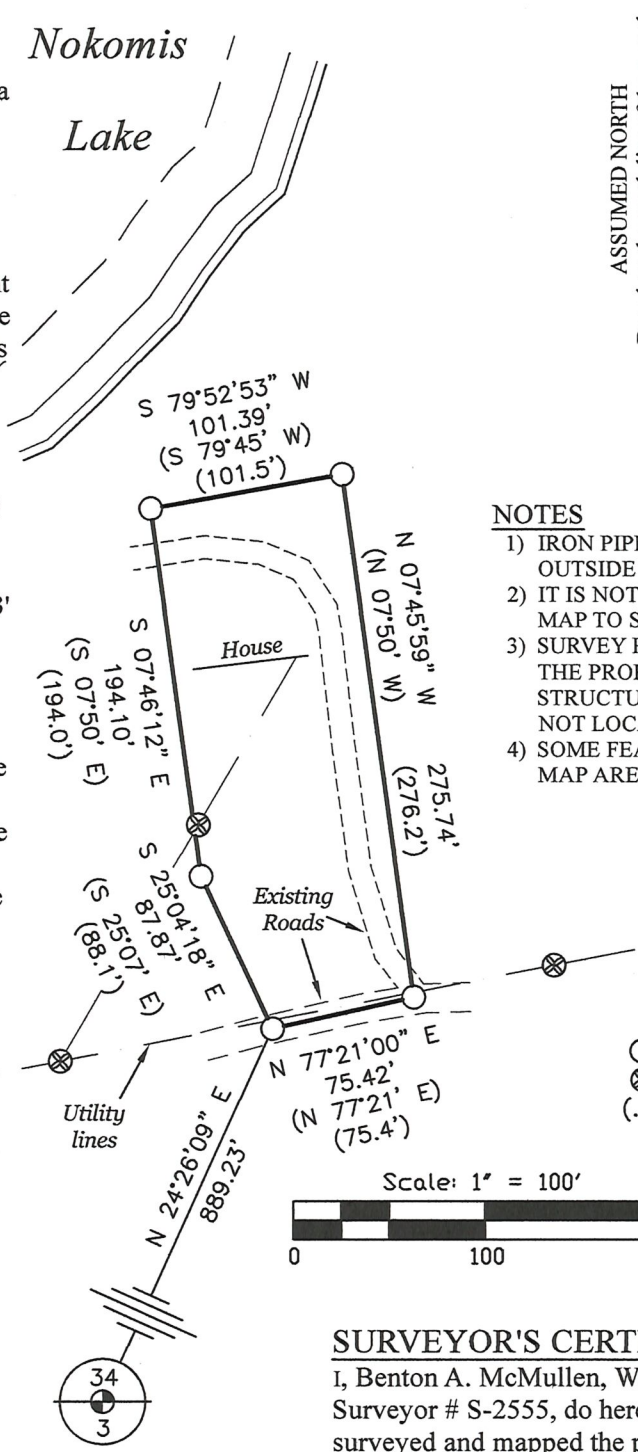 Nokomis
Lake
ASSUMED NORTH
S 79°52'53" W
101.39'
(S 79°45' W)
(101.5')
N 07°45'59" W
(N 07°50' W)
275.74'
(276.2')
S 07°46'12" E
194.10'
(S 07°50' E)
(194.0')
House
S 25°04'18" E
87.87'
(S 25°07' E)
(88.1')
Existing
Roads
N 77°21'00" E
75.42'
(N 77°21' E)
(75.4')
Utility
lines
N 24°26'09" E
889.23'
34
3
NOTES
1) IRON PIP
OUTSIDE
2) IT IS NOT
MAP TO S
3) SURVEY
THE PRO
STRUCTU
NOT LOC
4) SOME FEA
MAP ARE
Scale: 1" = 100'
0 100
SURVEYOR'S CERT
I, Benton A. McMullen, W
Surveyor # S-2555, do her
surveyed and mapped the